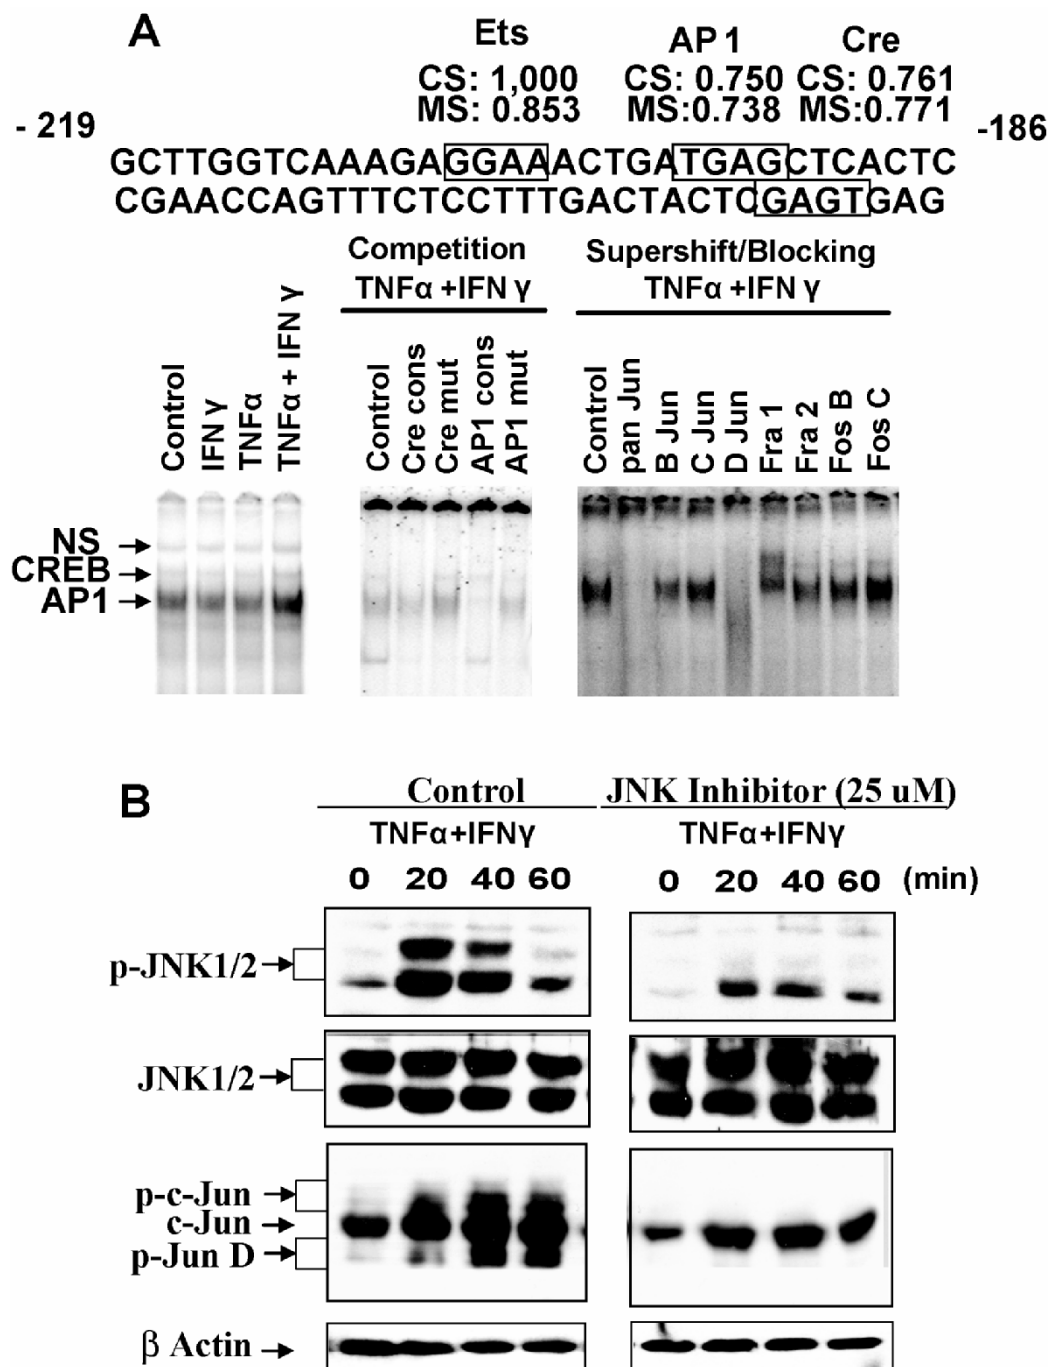 A
Ets AP 1 Cre
CS: 1,000 CS: 0.750 CS: 0.761
MS: 0.853 MS:0.738 MS:0.771
- 219 -186
GCTTGGTCAAAGAGGAAACTGATGAGCTCACTC
CGAACCAGTTTCTCCTTTGACTACTCGAGTGAG
Competition
TNFα +IFN γ
Supershift/Blocking
TNFα +IFN γ
Control
IFN γ
TNFα
TNFα + IFN γ
Control
Cre cons
Cre mut
AP1 cons
AP1 mut
Control
pan Jun
B Jun
C Jun
D Jun
Fra 1
Fra 2
Fos B
Fos C
NS
CREB
AP1
B
Control JNK Inhibitor (25 uM)
TNFα+IFNγ TNFα+IFNγ
0 20 40 60 0 20 40 60 (min)
p-JNK1/2
JNK1/2
p-c-Jun
c-Jun
p-Jun D
β Actin